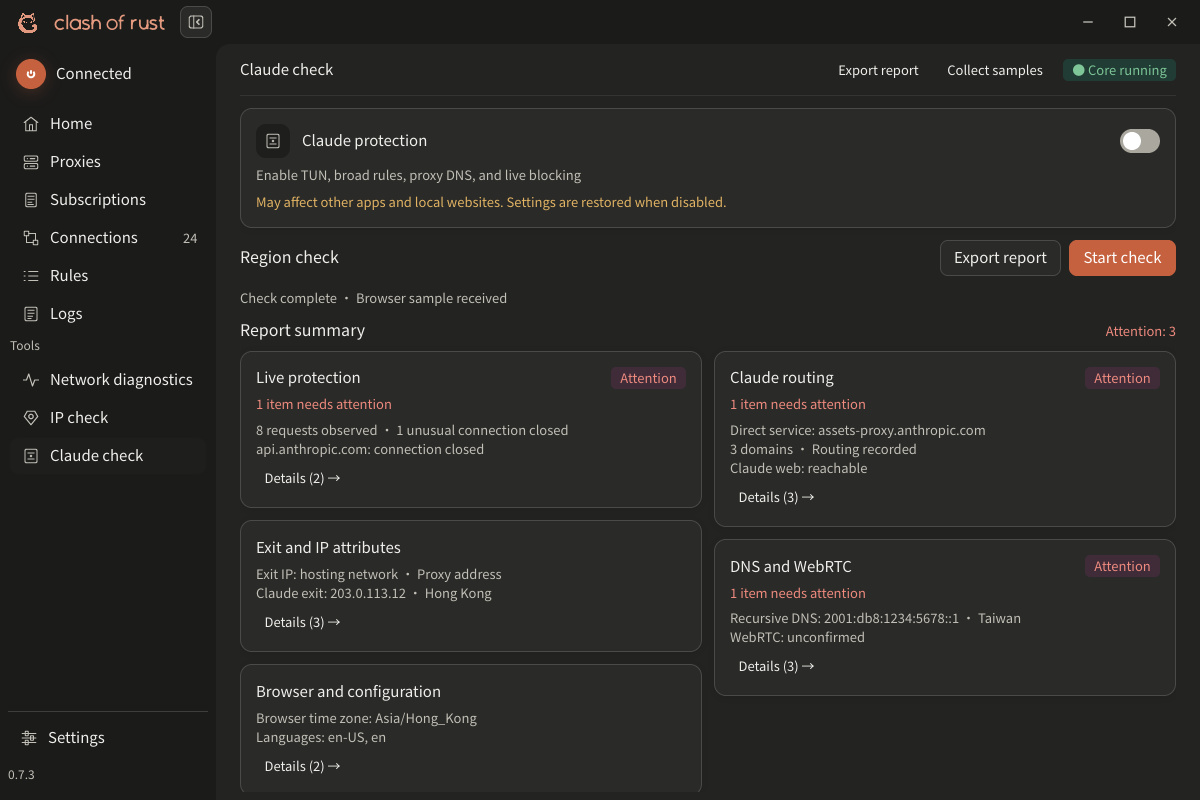 clash of rust
Connected
Home
Proxies
Subscriptions
Connections 24
Rules
Logs
Tools
Network diagnostics
IP check
Claude check
Settings
0.7.3
Claude check
Export report
Collect samples
Core running
Claude protection
Enable TUN, broad rules, proxy DNS, and live blocking
May affect other apps and local websites. Settings are restored when disabled.
Region check
Export report
Start check
Check complete • Browser sample received
Report summary
Attention: 3
Live protection
Attention
1 item needs attention
8 requests observed • 1 unusual connection closed
api.anthropic.com: connection closed
Details (2) →
Claude routing
Attention
1 item needs attention
Direct service: assets-proxy.anthropic.com
3 domains • Routing recorded
Claude web: reachable
Details (3) →
Exit and IP attributes
Exit IP: hosting network • Proxy address
Claude exit: 203.0.113.12 • Hong Kong
Details (3) →
DNS and WebRTC
Attention
1 item needs attention
Recursive DNS: 2001:db8:1234:5678::1 • Taiwan
WebRTC: unconfirmed
Details (3) →
Browser and configuration
Browser time zone: Asia/Hong_Kong
Languages: en-US, en
Details (2) →